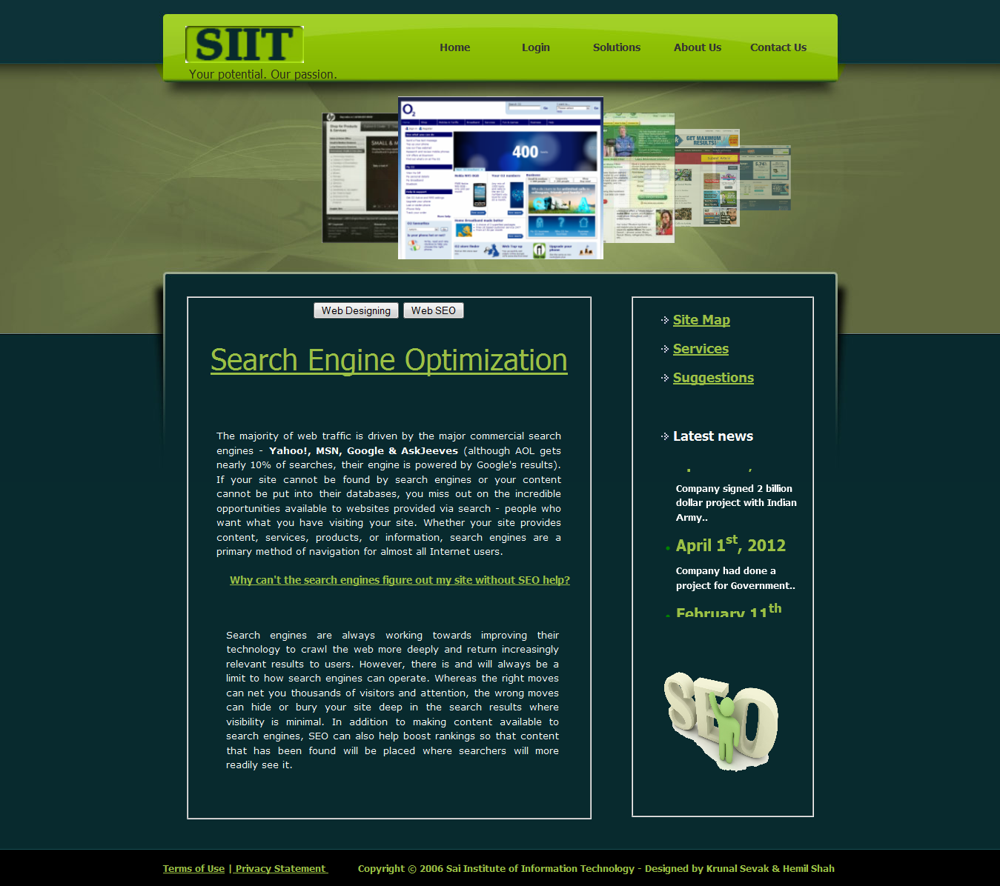 SIIT
Your potential. Our passion.
Home Login Solutions About Us Contact Us
O2
400
SMALL & M
GET MAXIMUM
RESULTS!
Web Designing Web SEO
Search Engine Optimization
The majority of web traffic is driven by the major commercial search
engines - Yahoo!, MSN, Google & AskJeeves (although AOL gets
nearly 10% of searches, their engine is powered by Google's results).
If your site cannot be found by search engines or your content
cannot be put into their databases, you miss out on the incredible
opportunities available to websites provided via search - people who
want what you have visiting your site. Whether your site provides
content, services, products, or information, search engines are a
primary method of navigation for almost all Internet users.
Why can't the search engines figure out my site without SEO help?
Search engines are always working towards improving their
technology to crawl the web more deeply and return increasingly
relevant results to users. However, there is and will always be a
limit to how search engines can operate. Whereas the right moves
can net you thousands of visitors and attention, the wrong moves
can hide or bury your site deep in the search results where
visibility is minimal. In addition to making content available to
search engines, SEO can also help boost rankings so that content
that has been found will be placed where searchers will more
readily see it.
Site Map
Services
Suggestions
Latest news
Company signed 2 billion
dollar project with Indian
Army..
April 1st, 2012
Company had done a
project for Government..
February 11th
SEO
Terms of Use | Privacy Statement Copyright © 2006 Sai Institute of Information Technology - Designed by Krunal Sevak & Hemil Shah